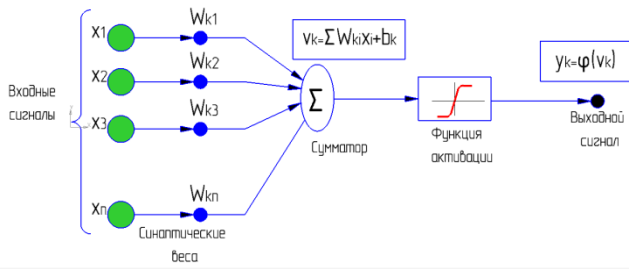 Wk1
x1
vk=ΣWkixi+bk
yk=φ(vk)
Wk2
x2
Входные
сигналы
Σ
Wk3
x3
Функция
активации
Выходной
сигнал
Сумматор
Wkn
xn
Синаптические
веса